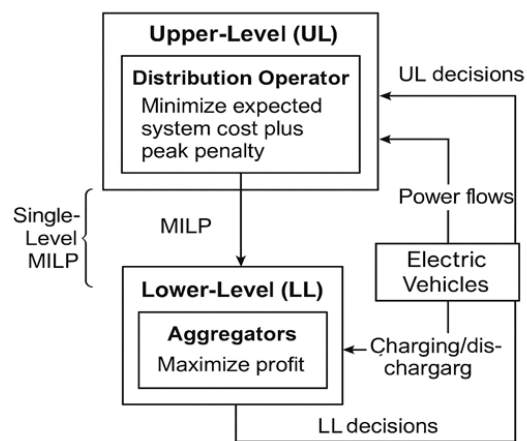 Upper-Level (UL)
Distribution Operator
Minimize expected
system cost plus
peak penalty
UL decisions
Power flows
Single-
Level
MILP
MILP
Electric
Vehicles
Lower-Level (LL)
Aggregators
Maximize profit
Charging/dis-
chargarg
LL decisions